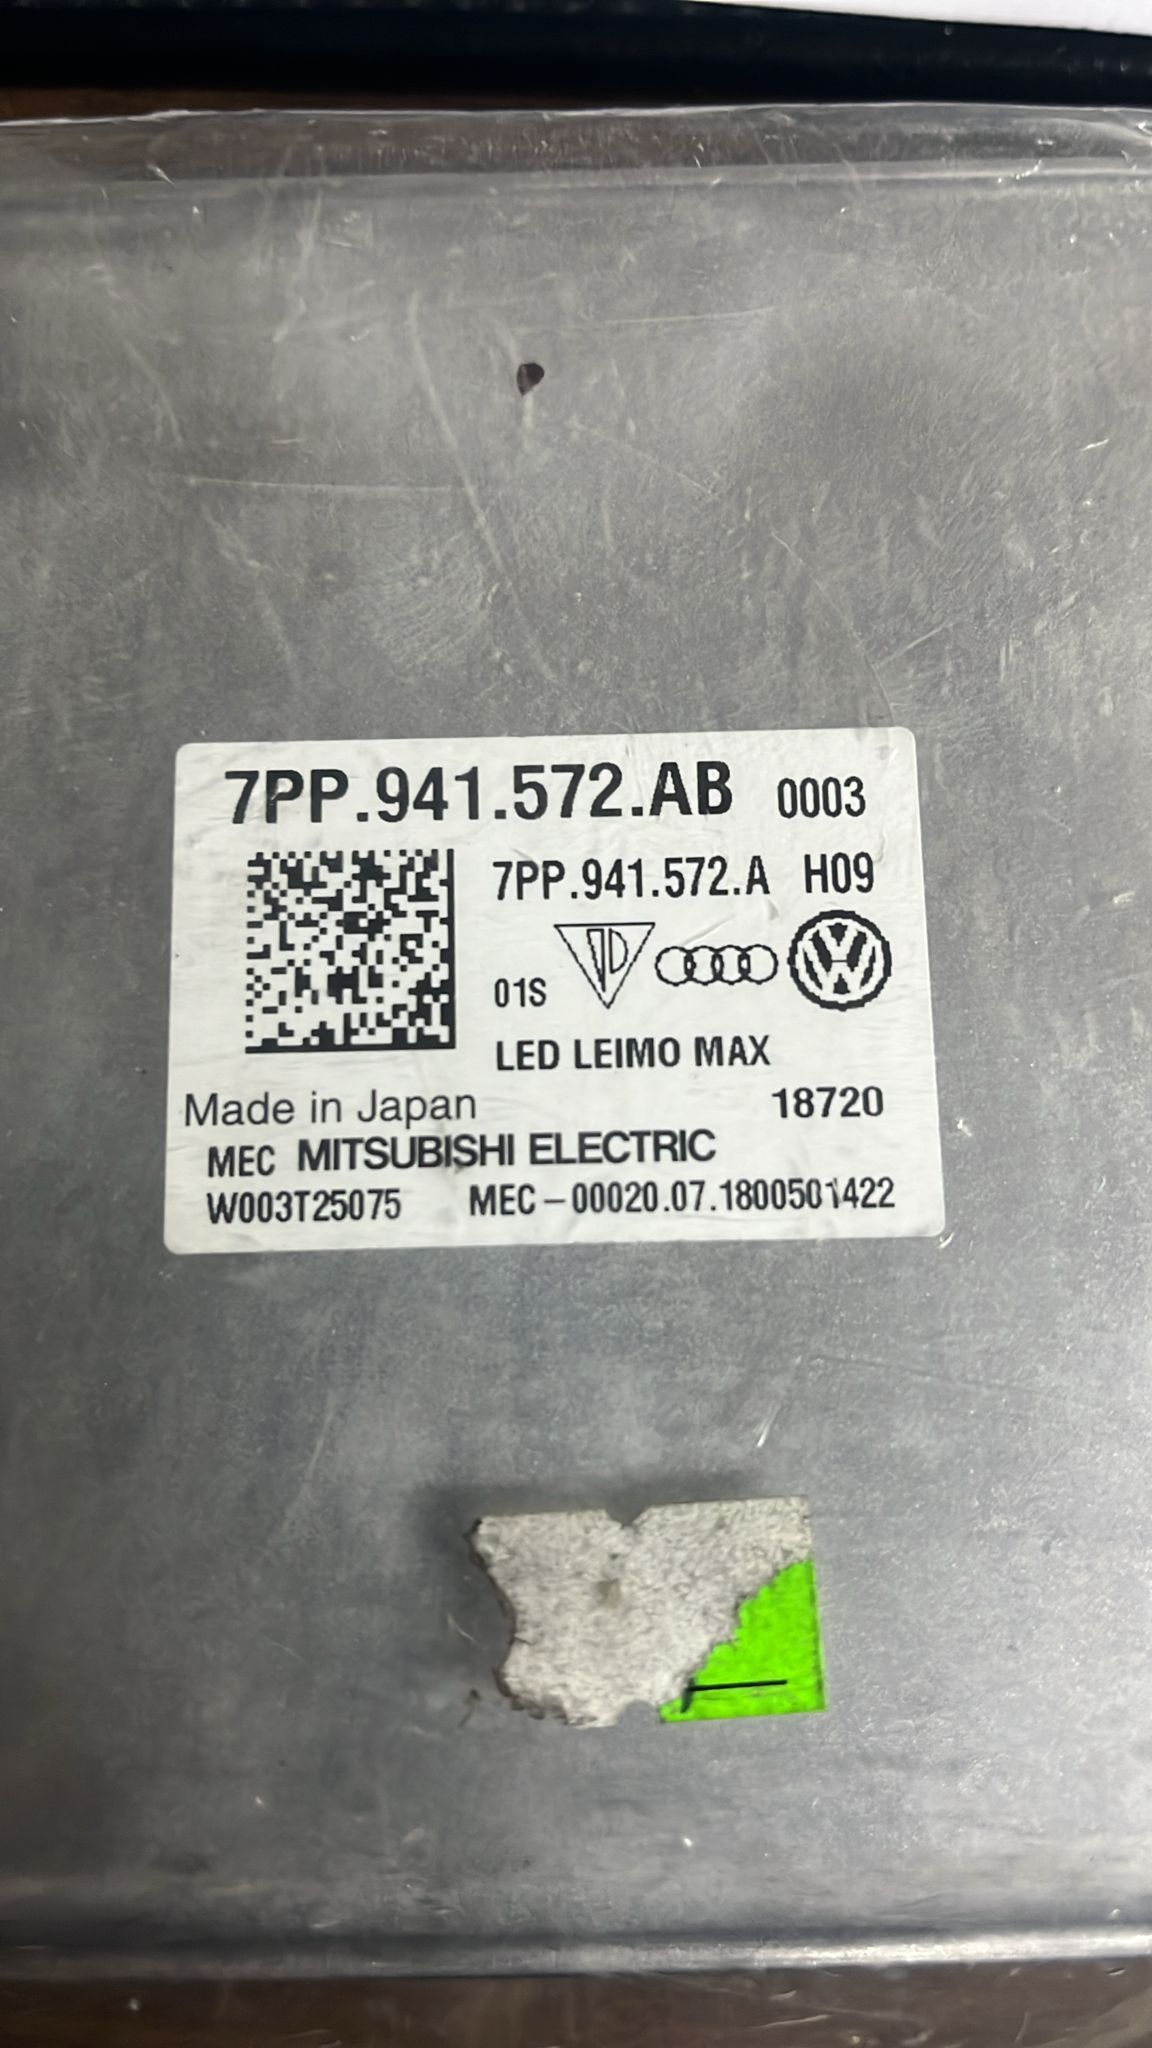 7PP.941.572.AB 0003
7PP.941.572.A H09
01S
LED LEIMO MAX
Made in Japan 18720
MEC MITSUBISHI ELECTRIC
W003T25075 MEC-00020.07.1800501422